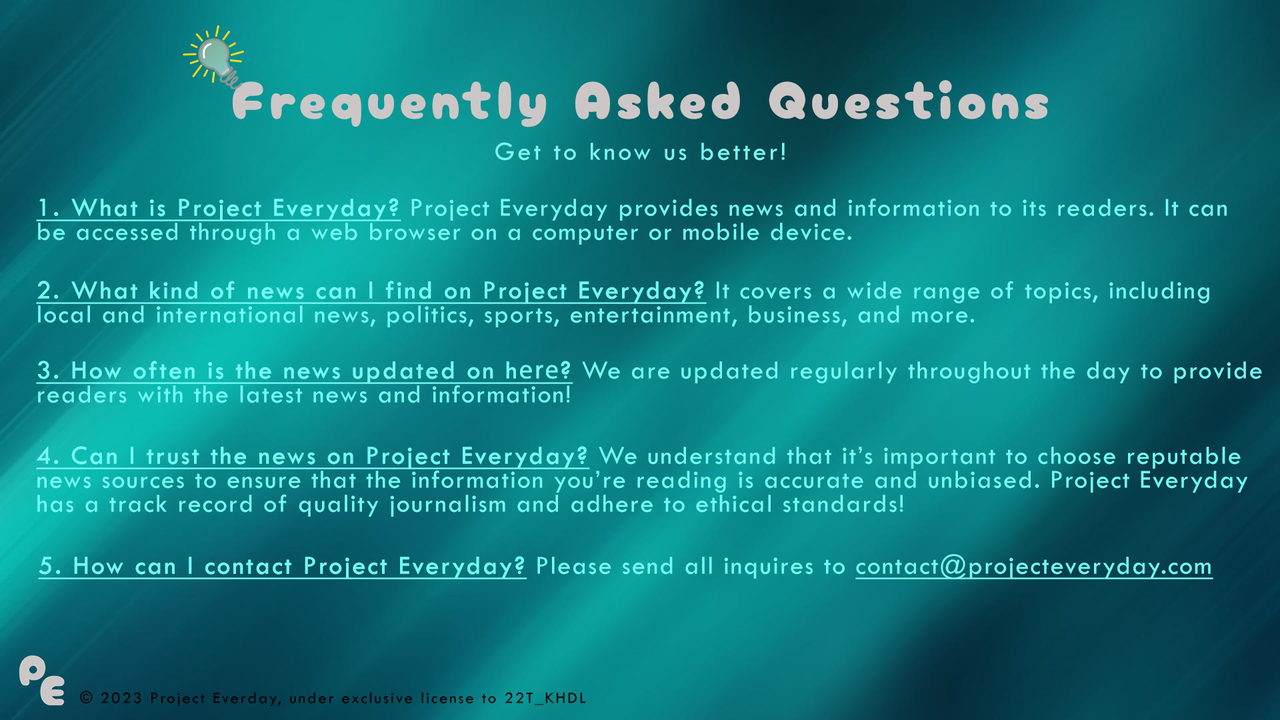 Frequently Asked Questions
Get to know us better!
1. What is Project Everyday? Project Everyday provides news and information to its readers. It can
be accessed through a web browser on a computer or mobile device.
2. What kind of news can I find on Project Everyday? It covers a wide range of topics, including
local and international news, politics, sports, entertainment, business, and more.
3. How often is the news updated on here? We are updated regularly throughout the day to provide
readers with the latest news and information!
4. Can I trust the news on Project Everyday? We understand that it’s important to choose reputable
news sources to ensure that the information you’re reading is accurate and unbiased. Project Everyday
has a track record of quality journalism and adhere to ethical standards!
5. How can I contact Project Everyday? Please send all inquires to contact@projecteveryday.com
PE
© 2023 Project Everday, under exclusive license to 22T_KHDL